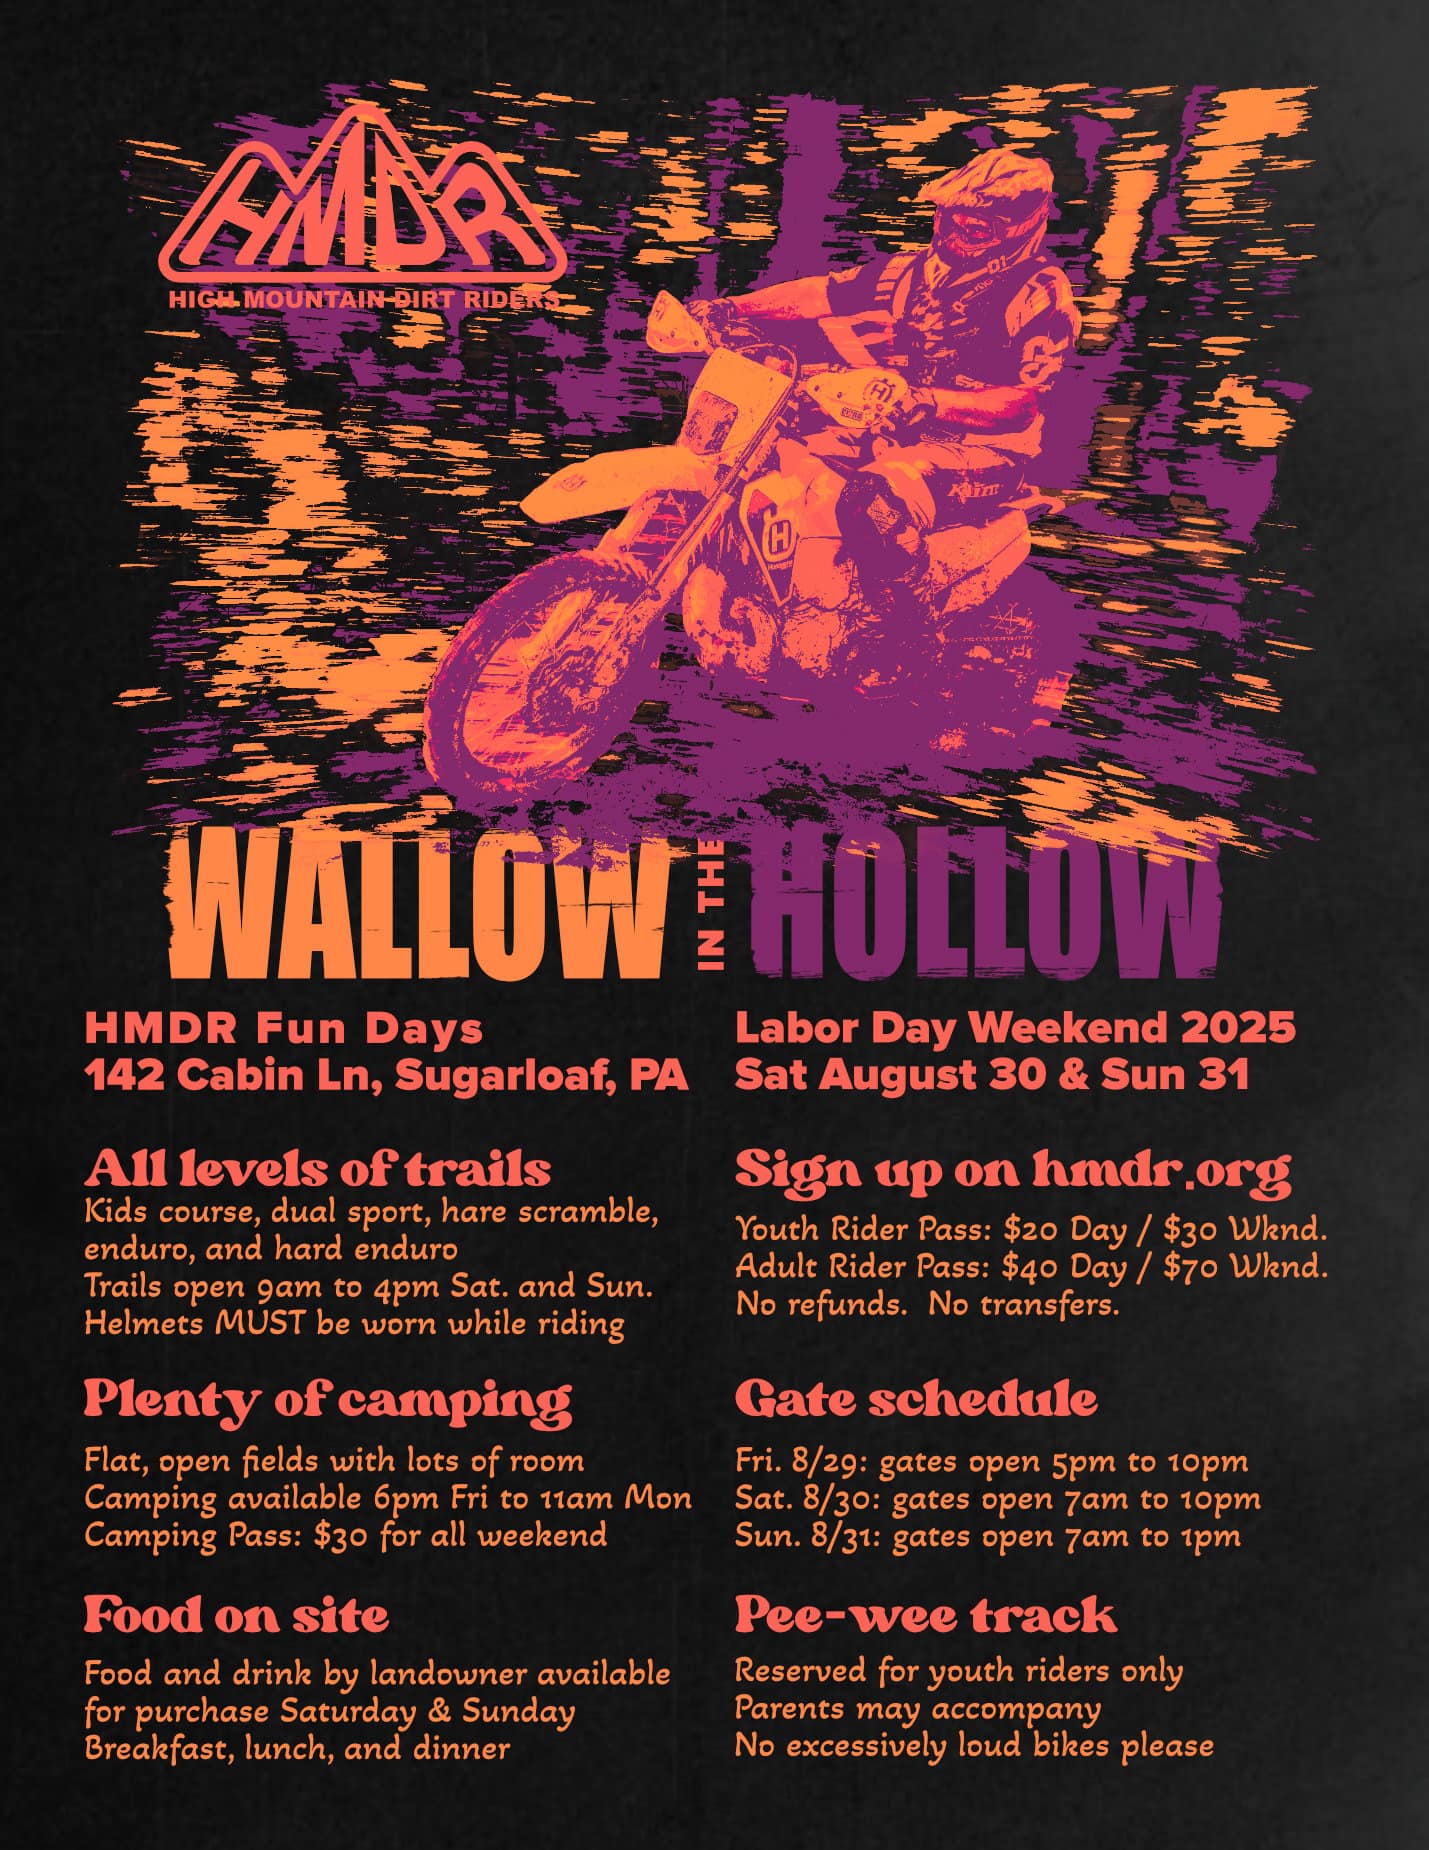 HMDR
HIGH MOUNTAIN DIRT RIDERS
Klim
WALLOW IN THE HOLLOW
HMDR Fun Days
142 Cabin Ln, Sugarloaf, PA
Labor Day Weekend 2025
Sat August 30 & Sun 31
All levels of trails
Kids course, dual sport, hare scramble,
enduro, and hard enduro
Trails open 9am to 4pm Sat. and Sun.
Helmets MUST be worn while riding
Sign up on hmdr.org
Youth Rider Pass: $20 Day / $30 Wknd.
Adult Rider Pass: $40 Day / $70 Wknd.
No refunds. No transfers.
Plenty of camping
Flat, open fields with lots of room
Camping available 6pm Fri to 11am Mon
Camping Pass: $30 for all weekend
Gate schedule
Fri. 8/29: gates open 5pm to 10pm
Sat. 8/30: gates open 7am to 10pm
Sun. 8/31: gates open 7am to 1pm
Food on site
Food and drink by landowner available
for purchase Saturday & Sunday
Breakfast, lunch, and dinner
Pee-wee track
Reserved for youth riders only
Parents may accompany
No excessively loud bikes please